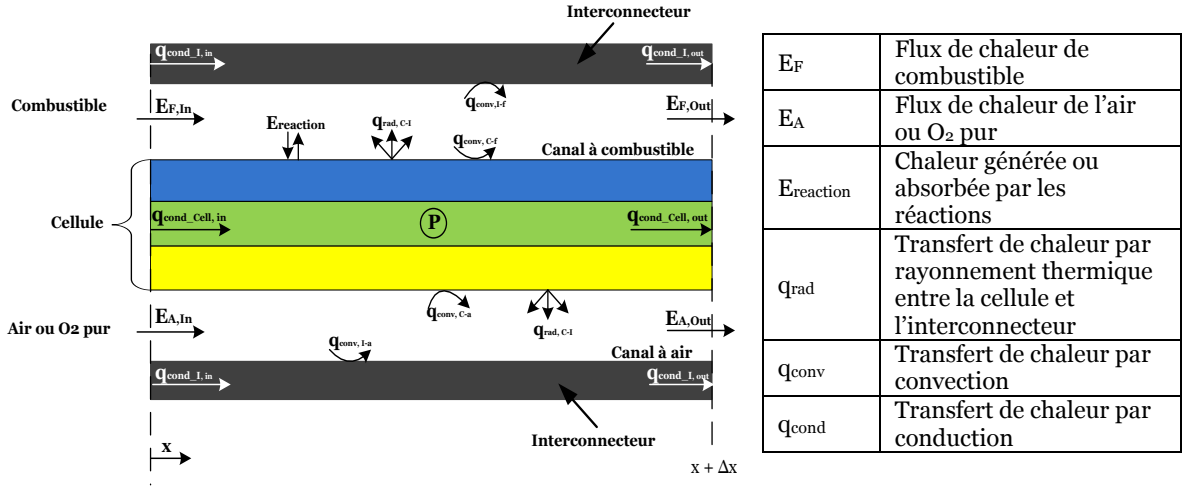 Interconnecteur
qcond_I, in
qcond_I, out
Combustible
EF,In
qconv,I-f
EF,Out
Ereaction
qrad, C-I
qconv, C-f
Canal à combustible
Cellule
qcond_Cell, in
P
qcond_Cell, out
Air ou O2 pur
EA,In
qconv, C-a
qrad, C-I
EA,Out
qconv, I-a
Canal à air
qcond_I, in
qcond_I, out
Interconnecteur
x
x + Δx
EF
Flux de chaleur de
combustible
EA
Flux de chaleur de l’air
ou O2 pur
Ereaction
Chaleur générée ou
absorbée par les
réactions
qrad
Transfert de chaleur par
rayonnement thermique
entre la cellule et
l’interconnecteur
qconv
Transfert de chaleur par
convection
qcond
Transfert de chaleur par
conduction